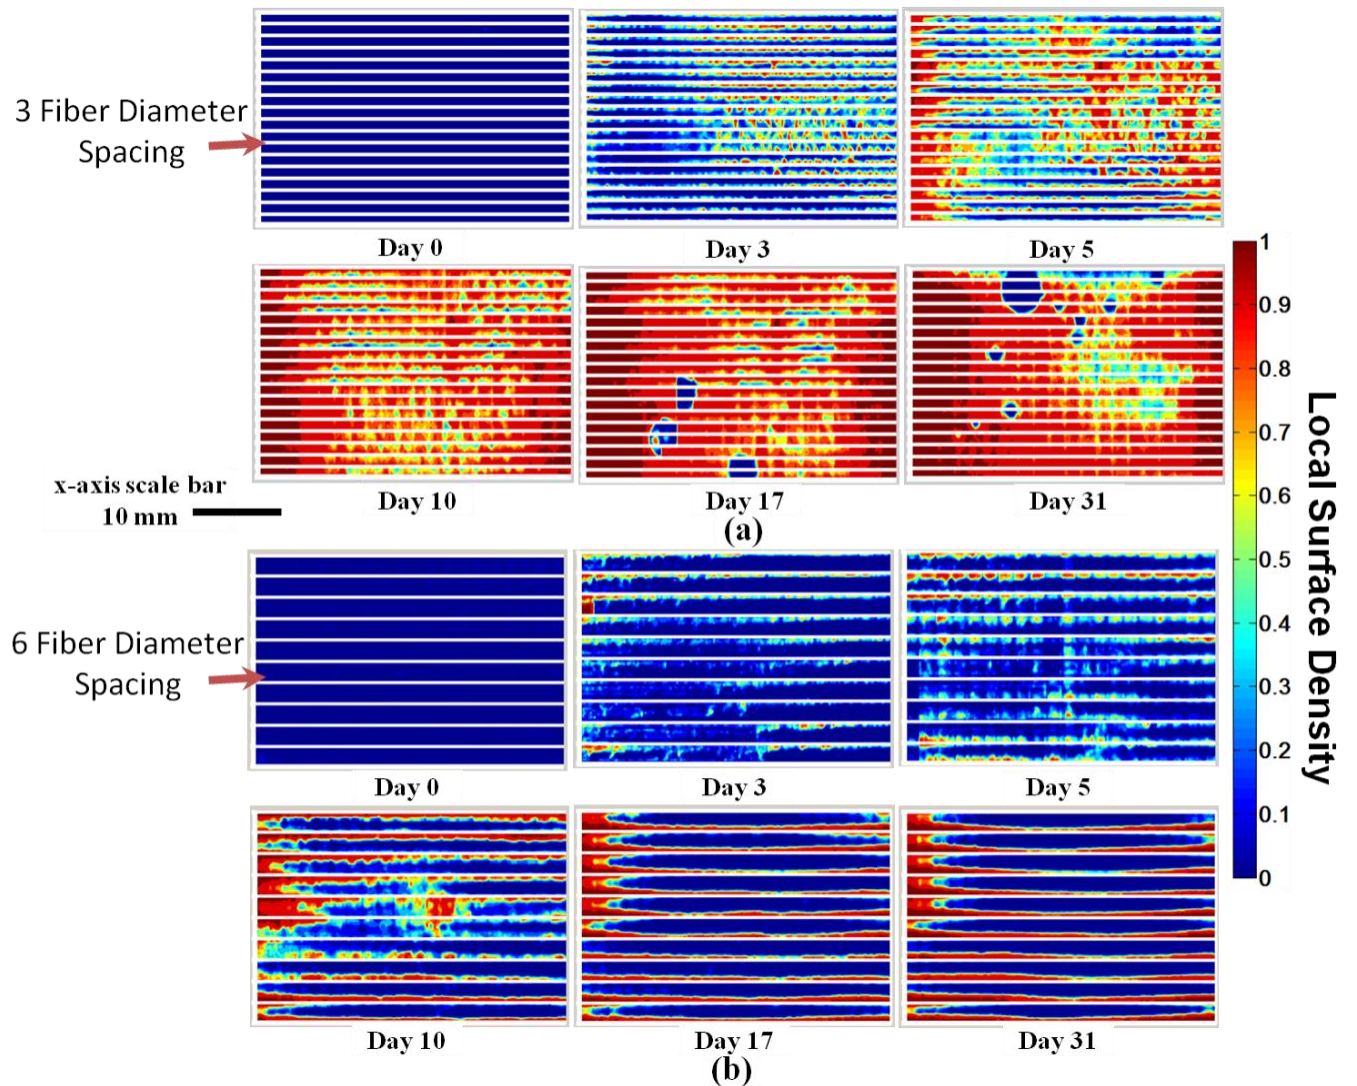 3 Fiber Diameter
Spacing
Day 0
Day 3
Day 5
Day 10
Day 17
Day 31
x-axis scale bar
10 mm
(a)
6 Fiber Diameter
Spacing
Day 0
Day 3
Day 5
Day 10
Day 17
Day 31
(b)
1
0.9
0.8
0.7
0.6
0.5
0.4
0.3
0.2
0.1
0
Local Surface Density